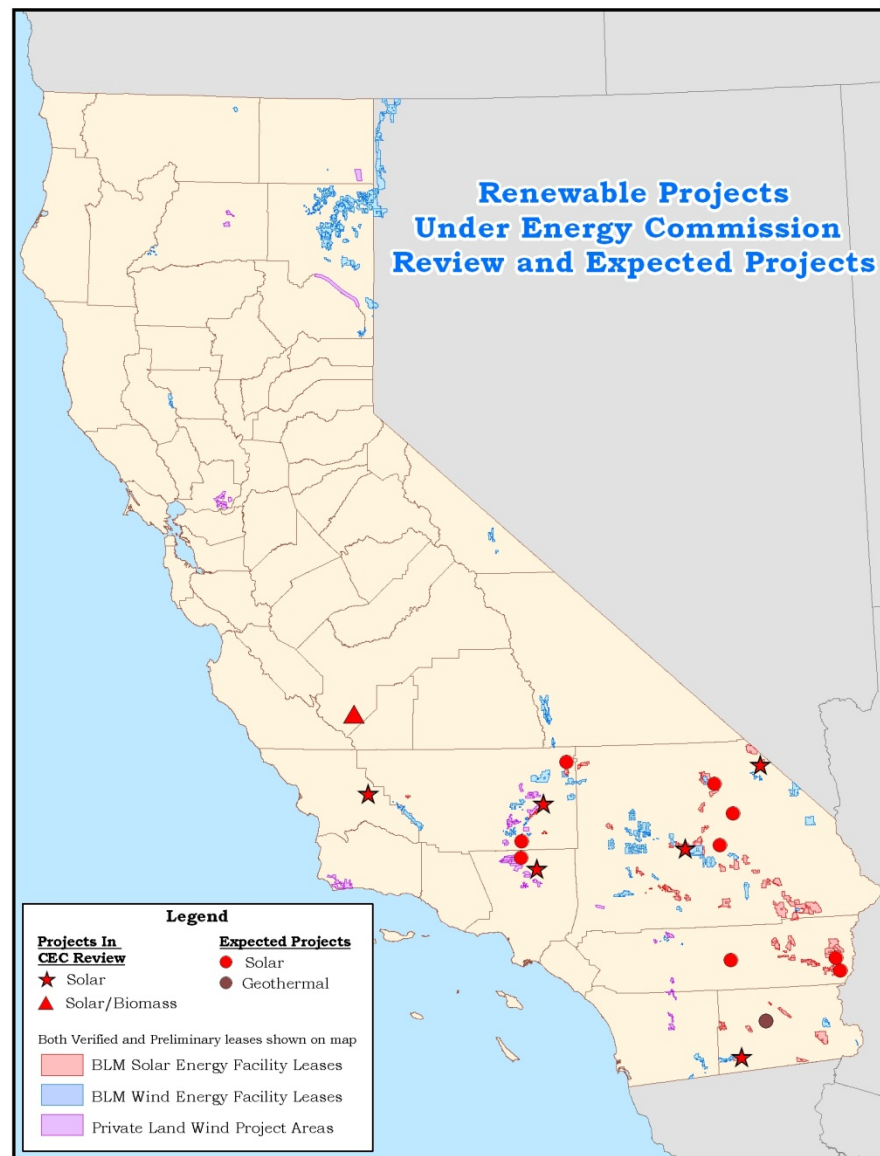 Renewable Projects
Under Energy Commission
Review and Expected Projects
Legend
Projects In
CEC Review
Solar
Solar/Biomass
Expected Projects
Solar
Geothermal
Both Verified and Preliminary leases shown on map
BLM Solar Energy Facility Leases
BLM Wind Energy Facility Leases
Private Land Wind Project Areas